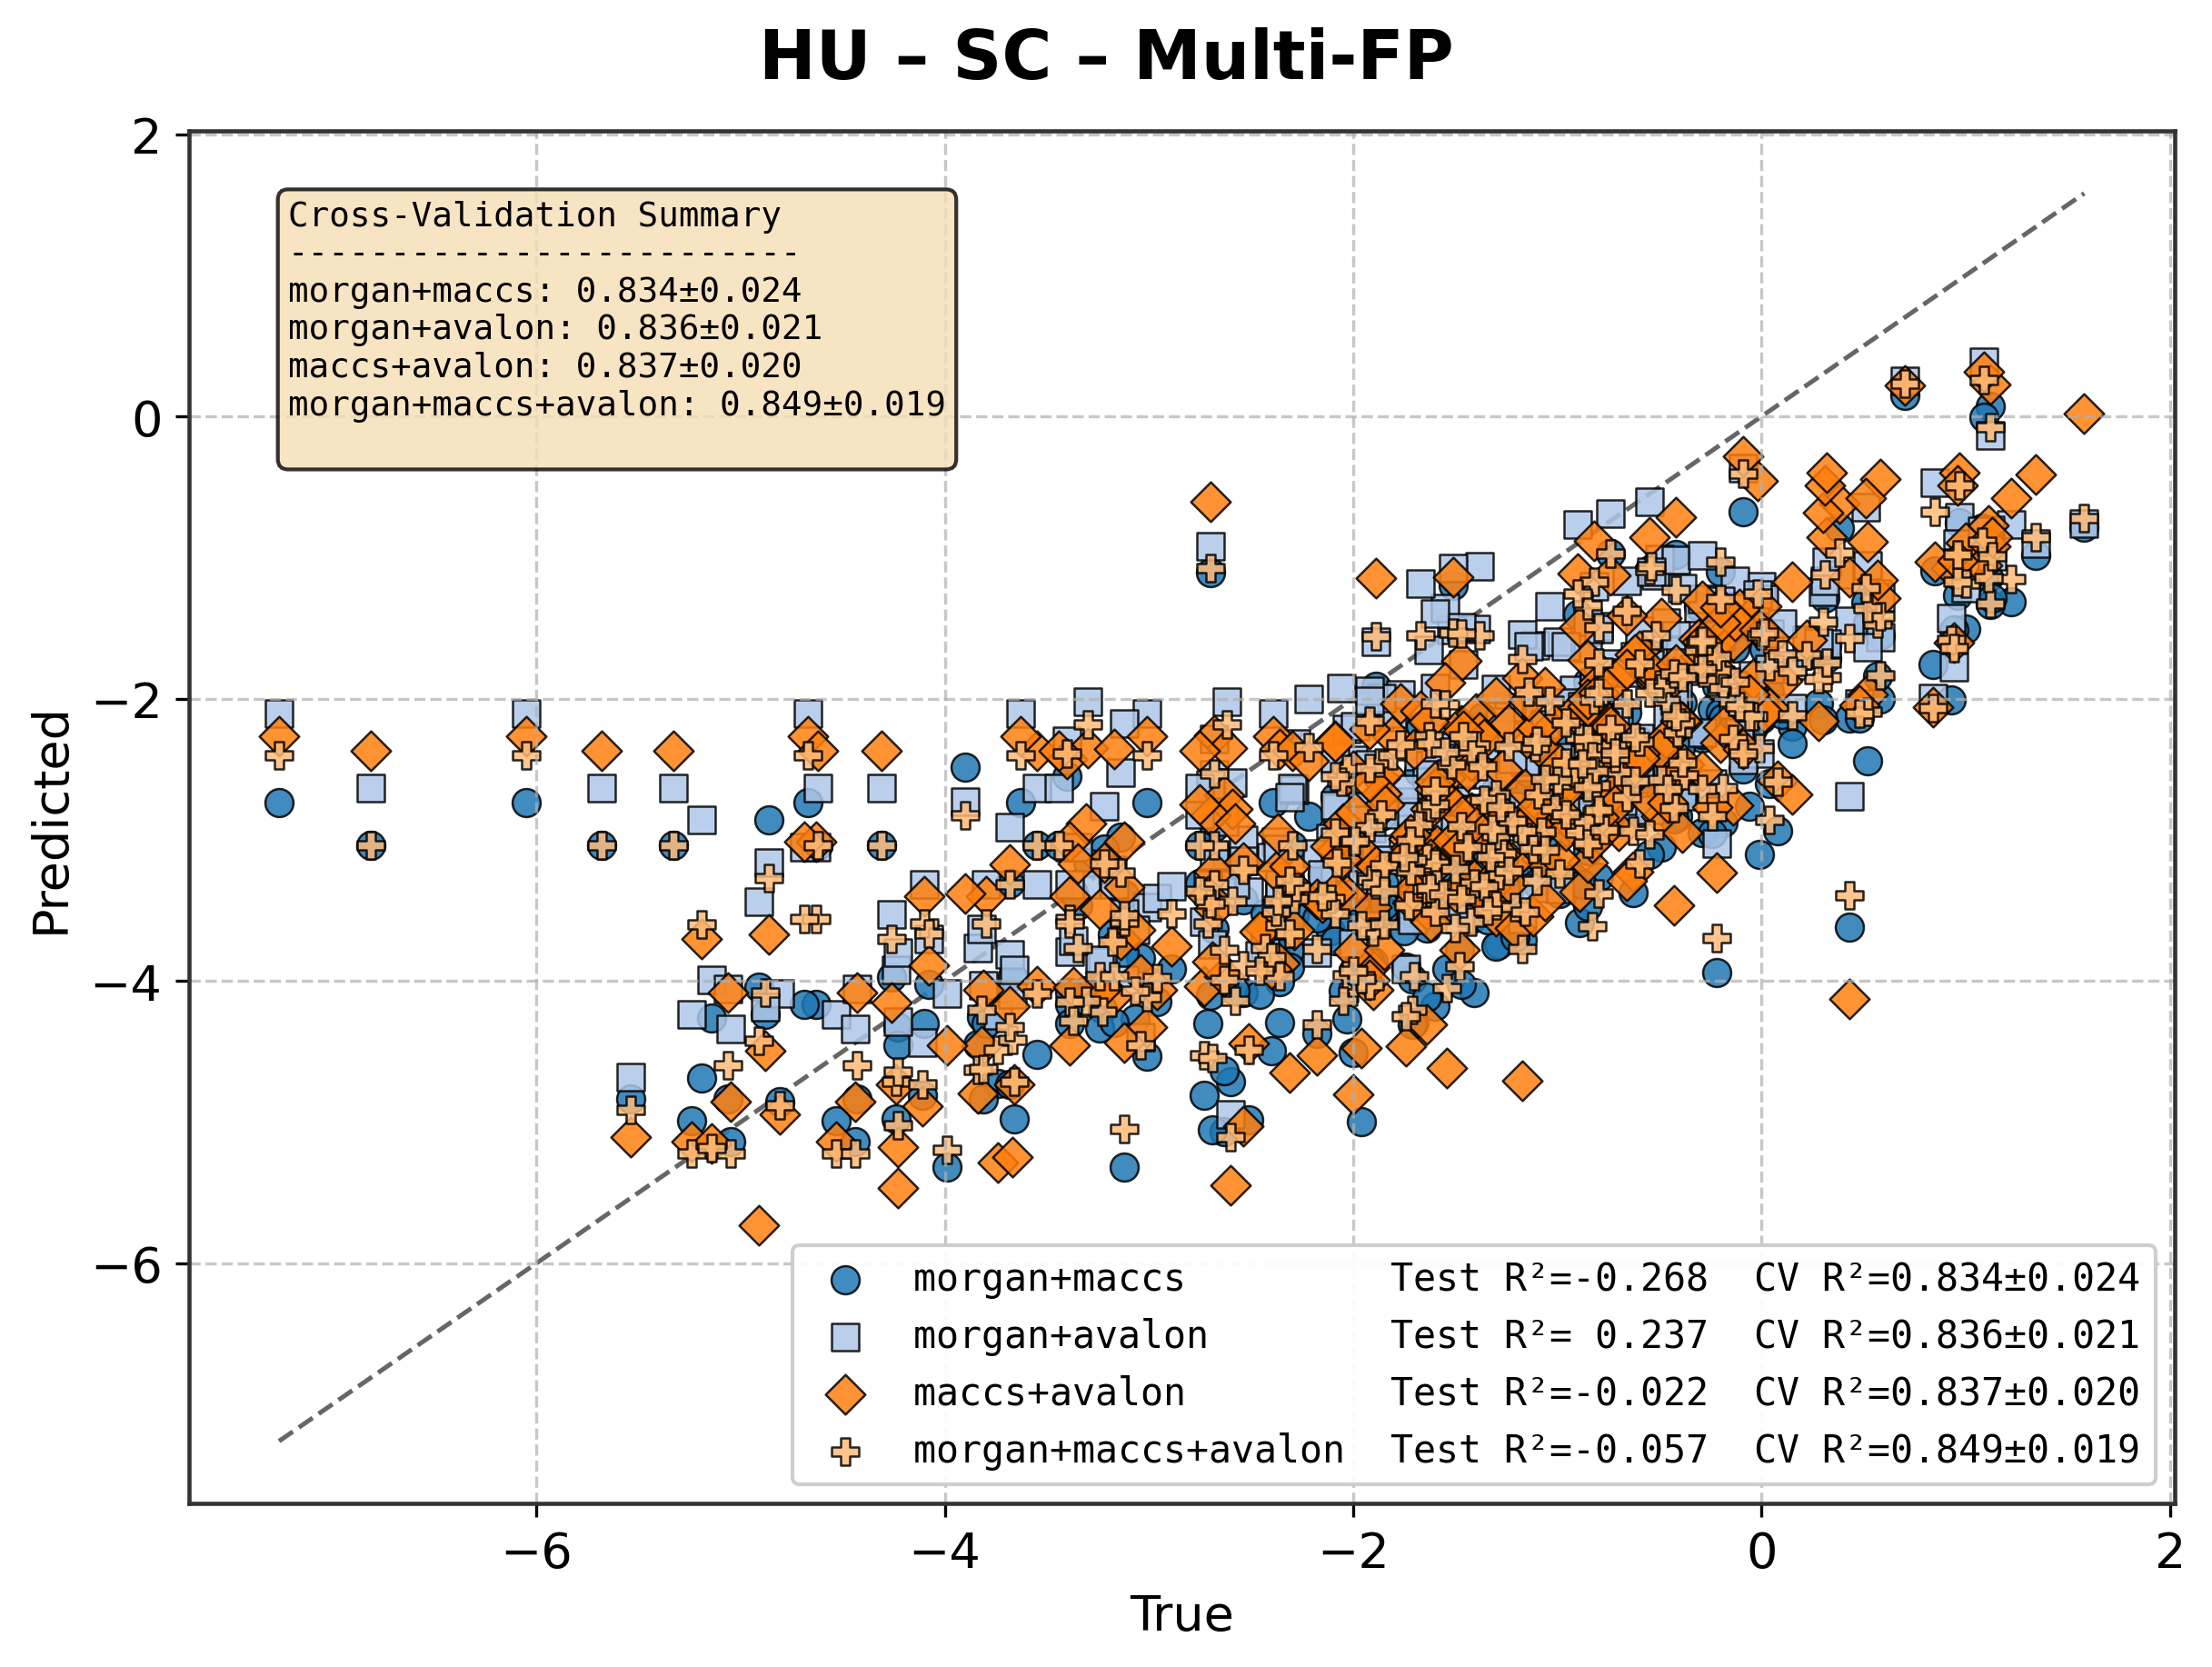 HU – SC – Multi-FP
2
0
−2
−4
−6
Predicted
Cross-Validation Summary
-------------------------
morgan+maccs: 0.834±0.024
morgan+avalon: 0.836±0.021
maccs+avalon: 0.837±0.020
morgan+maccs+avalon: 0.849±0.019
morgan+maccs Test R²=-0.268 CV R²=0.834±0.024
morgan+avalon Test R²= 0.237 CV R²=0.836±0.021
maccs+avalon Test R²=-0.022 CV R²=0.837±0.020
morgan+maccs+avalon Test R²=-0.057 CV R²=0.849±0.019
−6 −4 −2 0 2
True